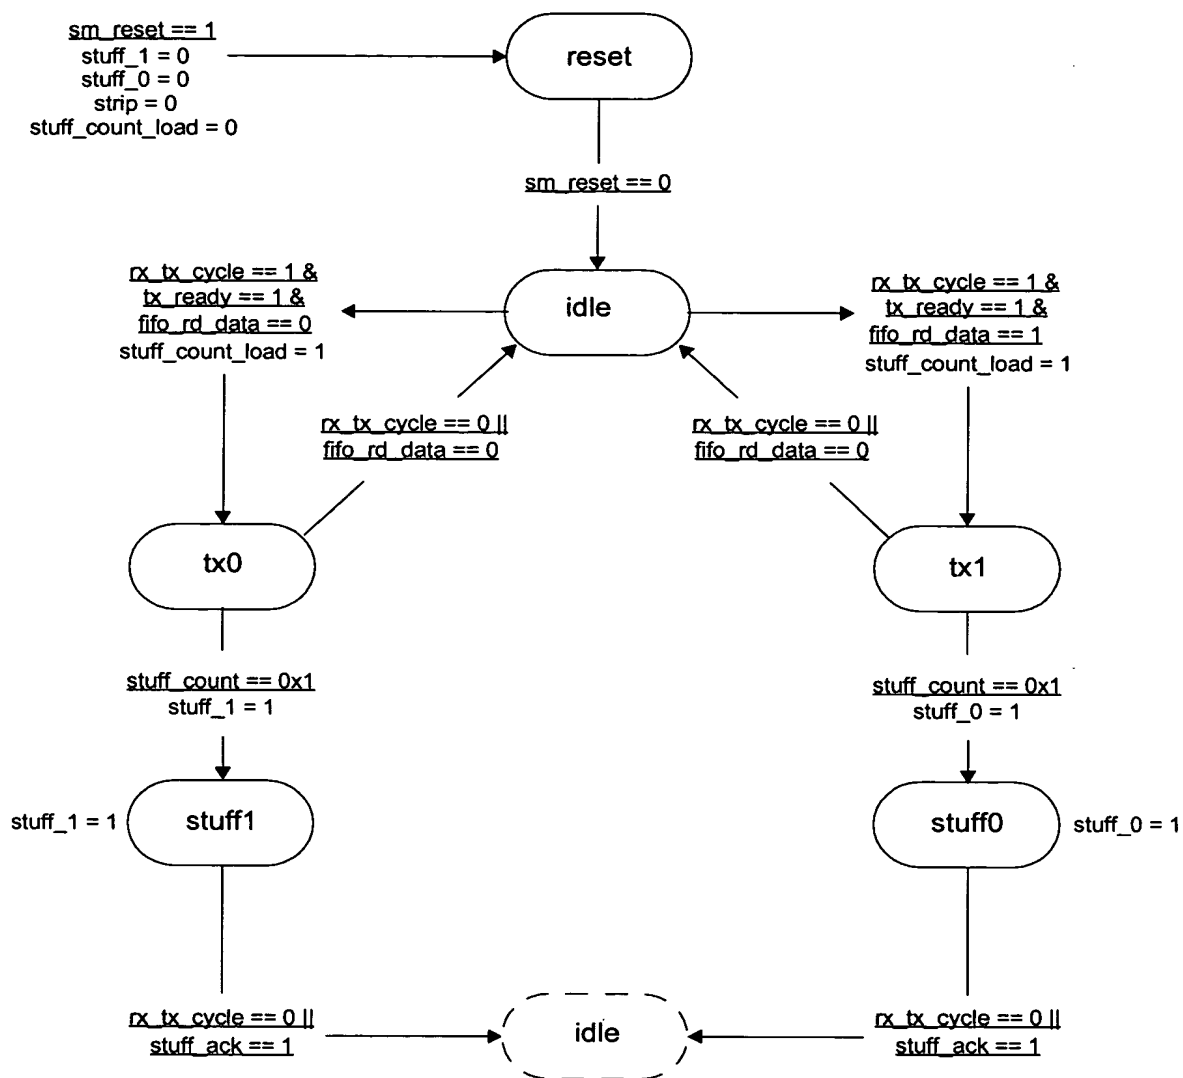 sm_reset == 1
stuff_1 = 0
stuff_0 = 0
strip = 0
stuff_count_load = 0
reset
sm_reset == 0
rx_tx_cycle == 1 &
tx_ready == 1 &
fifo_rd_data == 0
stuff_count_load = 1
idle
rx_tx_cycle == 1 &
tx_ready == 1 &
fifo_rd_data == 1
stuff_count_load = 1
rx_tx_cycle == 0 ||
fifo_rd_data == 0
rx_tx_cycle == 0 ||
fifo_rd_data == 0
tx0
tx1
stuff_count == 0x1
stuff_1 = 1
stuff_count == 0x1
stuff_0 = 1
stuff_1 = 1
stuff1
stuff0
stuff_0 = 1
rx_tx_cycle == 0 ||
stuff_ack == 1
idle
rx_tx_cycle == 0 ||
stuff_ack == 1